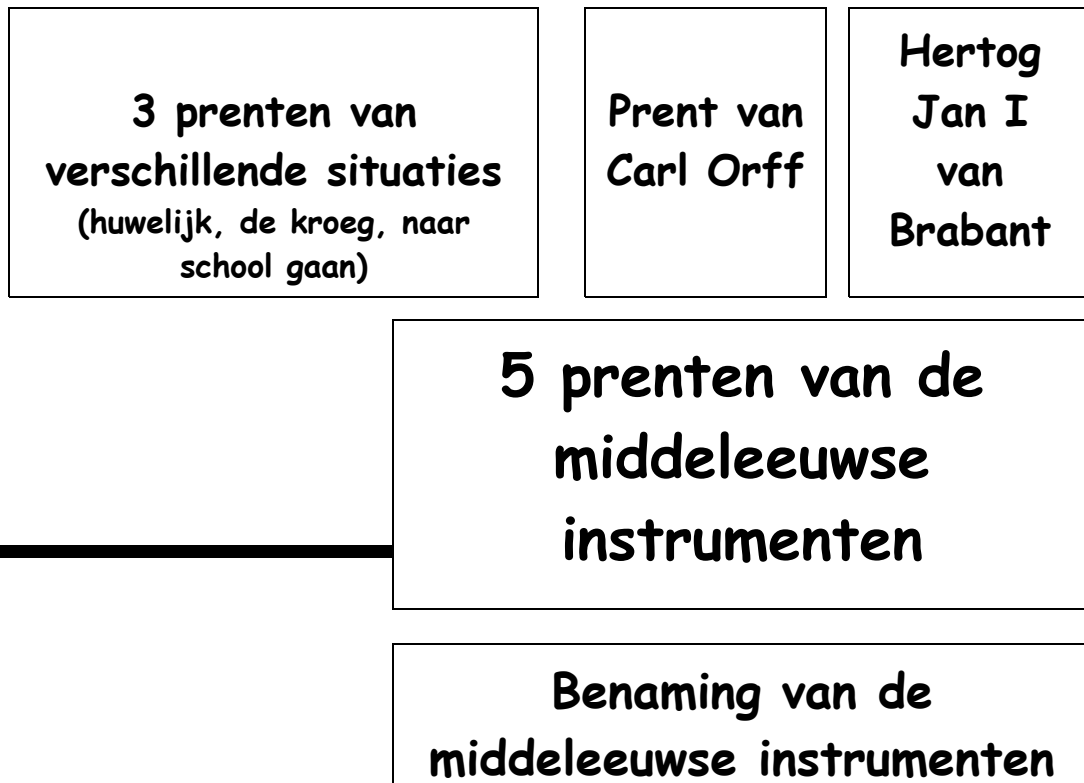 3 prenten van
verschillende situaties
(huwelijk, de kroeg, naar
school gaan)
Prent van
Carl Orff
Hertog
Jan I
van
Brabant
5 prenten van de
middeleeuwse
instrumenten
Benaming van de
middeleeuwse instrumenten